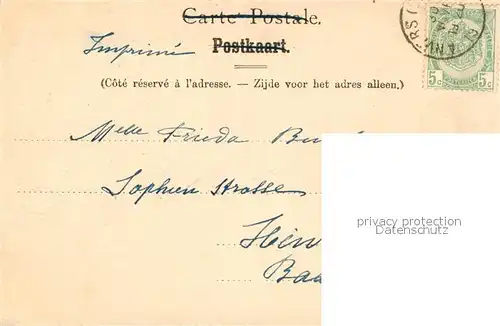 Carte Postale.
Imprimé
Postkaart.
ANVERS
5c 5c
(Côté réservé à l'adresse. — Zijde voor het adres alleen.)
Melle Frieda
Sophien Strasse
privacy protection
Datenschutz